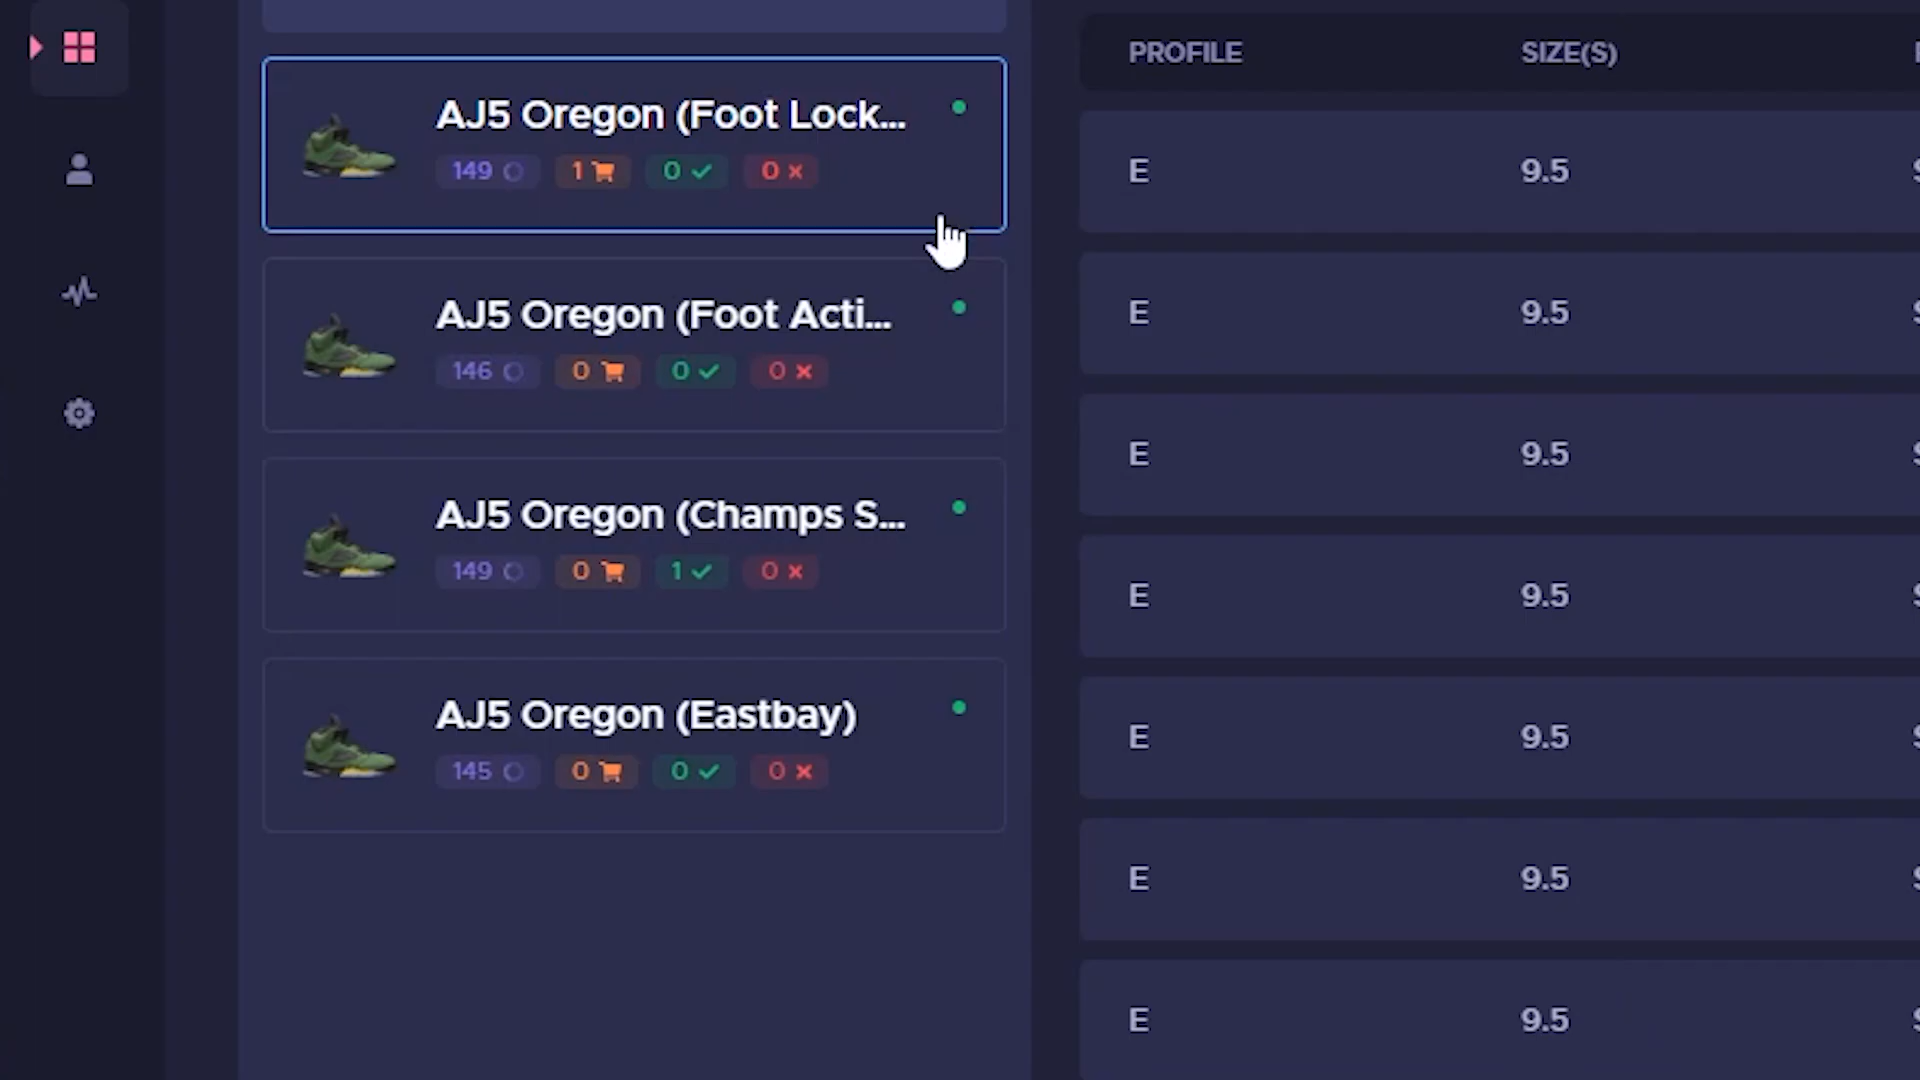 AJ5 Oregon (Foot Lock...
149 1 0 0
AJ5 Oregon (Foot Acti...
146 0 0 0
AJ5 Oregon (Champs S...
149 0 1 0
AJ5 Oregon (Eastbay)
145 0 0 0
PROFILE SIZE(S)
E 9.5
E 9.5
E 9.5
E 9.5
E 9.5
E 9.5
E 9.5